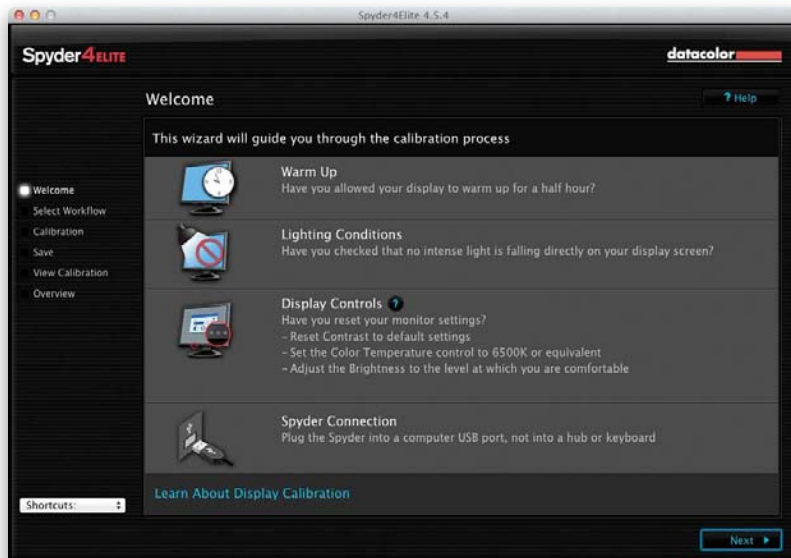 Spyder4Elite 4.5.4
Spyder4ELITE
datacolor
Welcome
? Help
This wizard will guide you through the calibration process
Welcome
Select Workflow
Calibration
Save
View Calibration
Overview
Warm Up
Have you allowed your display to warm up for a half hour?
Lighting Conditions
Have you checked that no intense light is falling directly on your display screen?
Display Controls ?
Have you reset your monitor settings?
– Reset Contrast to default settings
– Set the Color Temperature control to 6500K or equivalent
– Adjust the Brightness to the level at which you are comfortable
Spyder Connection
Plug the Spyder into a computer USB port, not into a hub or keyboard
Learn About Display Calibration
Shortcuts:
Next